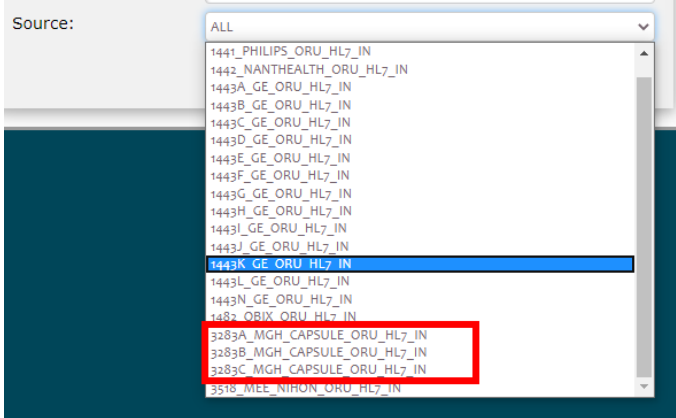 Source:
ALL
1441_PHILIPS_ORU_HL7_IN
1442_NANTHEALTH_ORU_HL7_IN
1443A_GE_ORU_HL7_IN
1443B_GE_ORU_HL7_IN
1443C_GE_ORU_HL7_IN
1443D_GE_ORU_HL7_IN
1443E_GE_ORU_HL7_IN
1443F_GE_ORU_HL7_IN
1443G_GE_ORU_HL7_IN
1443H_GE_ORU_HL7_IN
1443I_GE_ORU_HL7_IN
1443J_GE_ORU_HL7_IN
1443K_GE_ORU_HL7_IN
1443L_GE_ORU_HL7_IN
1443N_GE_ORU_HL7_IN
1482_OBIX_ORU_HL7_IN
3283A_MGH_CAPSULE_ORU_HL7_IN
3283B_MGH_CAPSULE_ORU_HL7_IN
3283C_MGH_CAPSULE_ORU_HL7_IN
3518_MEE_NIHON_ORU_HL7_IN